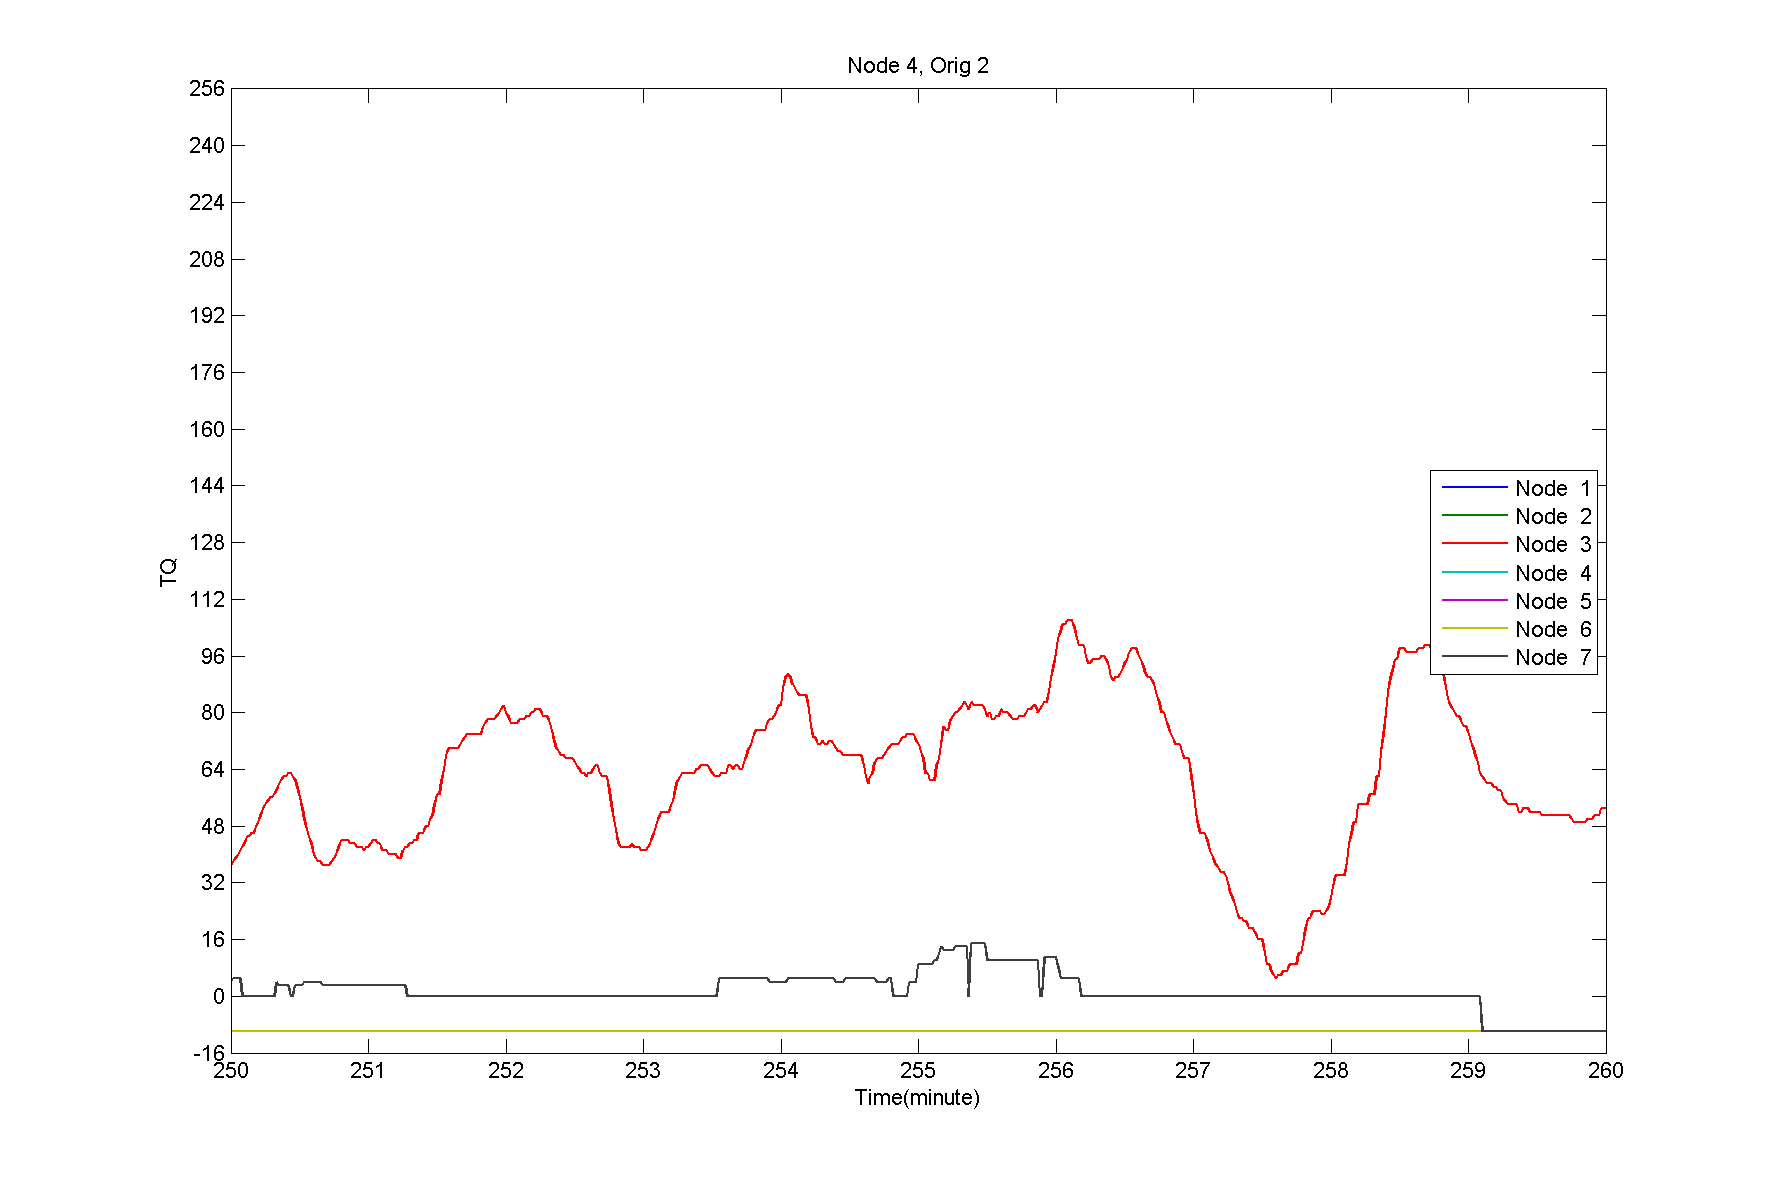 Node 4, Orig 2
256
240
224
208
192
176
160
144
128
112
96
80
64
48
32
16
0
-16
TQ
Node 1
Node 2
Node 3
Node 4
Node 5
Node 6
Node 7
250 251 252 253 254 255 256 257 258 259 260
Time(minute)